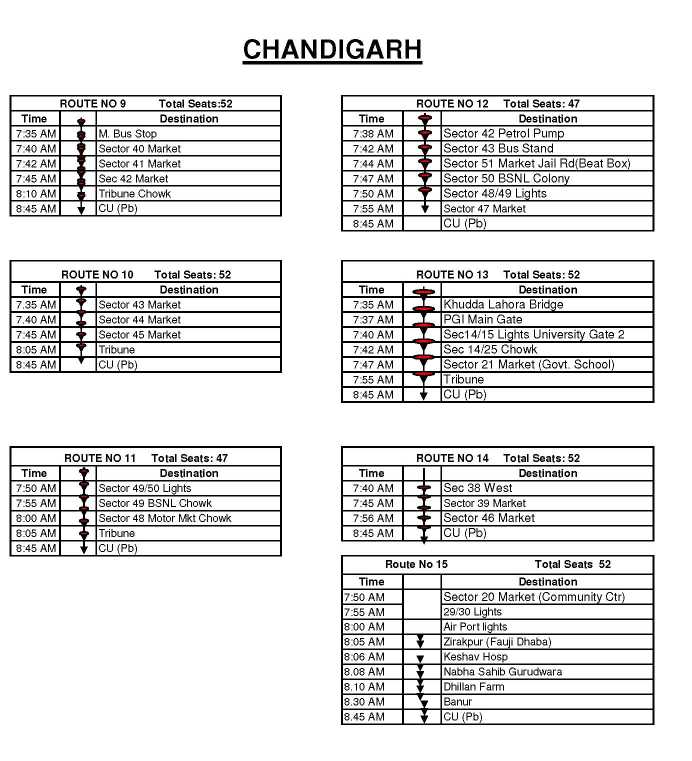 CHANDIGARH
ROUTE NO 9 Total Seats:52
Time Destination
7:35 AM M. Bus Stop
7:40 AM Sector 40 Market
7:42 AM Sector 41 Market
7:45 AM Sec 42 Market
8:10 AM Tribune Chowk
8:45 AM CU (Pb)
ROUTE NO 12 Total Seats: 47
Time Destination
7:38 AM Sector 42 Petrol Pump
7:42 AM Sector 43 Bus Stand
7:44 AM Sector 51 Market Jail Rd(Beat Box)
7:47 AM Sector 50 BSNL Colony
7:50 AM Sector 48/49 Lights
7:55 AM Sector 47 Market
8:45 AM CU (Pb)
ROUTE NO 10 Total Seats: 52
Time Destination
7.35 AM Sector 43 Market
7.40 AM Sector 44 Market
7:45 AM Sector 45 Market
8:05 AM Tribune
8:45 AM CU (Pb)
ROUTE NO 13 Total Seats: 52
Time Destination
7:35 AM Khudda Lahora Bridge
7:37 AM PGI Main Gate
7:40 AM Sec14/15 Lights University Gate 2
7:42 AM Sec 14/25 Chowk
7:47 AM Sector 21 Market (Govt. School)
7:55 AM Tribune
8:45 AM CU (Pb)
ROUTE NO 11 Total Seats: 47
Time Destination
7:50 AM Sector 49/50 Lights
7:55 AM Sector 49 BSNL Chowk
8:00 AM Sector 48 Motor Mkt Chowk
8:05 AM Tribune
8:45 AM CU (Pb)
ROUTE NO 14 Total Seats: 52
Time Destination
7:40 AM Sec 38 West
7:45 AM Sector 39 Market
7:56 AM Sector 46 Market
8:45 AM CU (Pb)
Route No 15 Total Seats 52
Time Destination
7:50 AM Sector 20 Market (Community Ctr)
7:55 AM 29/30 Lights
8:00 AM Air Port lights
8:05 AM Zirakpur (Fauji Dhaba)
8:06 AM Keshav Hosp
8.08 AM Nabha Sahib Gurudwara
8.10 AM Dhillan Farm
8.30 AM Banur
8.45 AM CU (Pb)